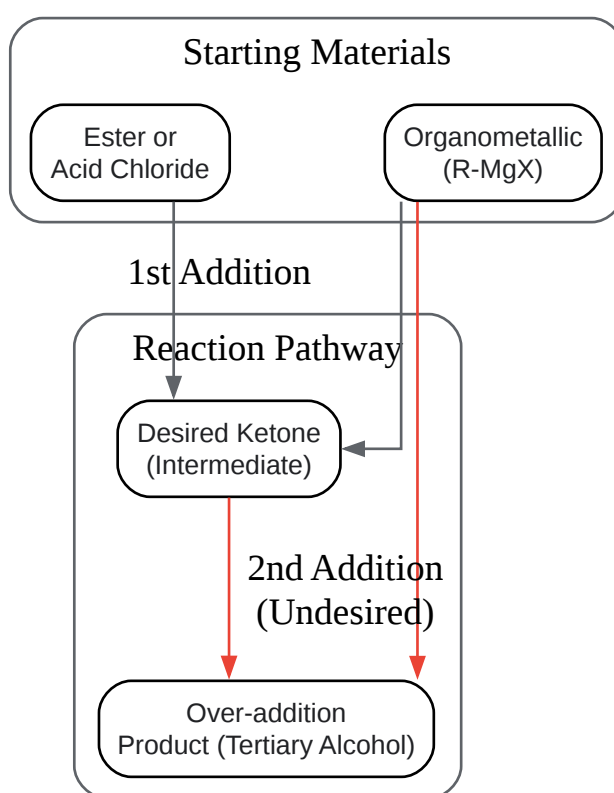 Starting Materials
Ester or
Acid Chloride
Organometallic
(R-MgX)
1st Addition
Reaction Pathway
Desired Ketone
(Intermediate)
2nd Addition
(Undesired)
Over-addition
Product (Tertiary Alcohol)